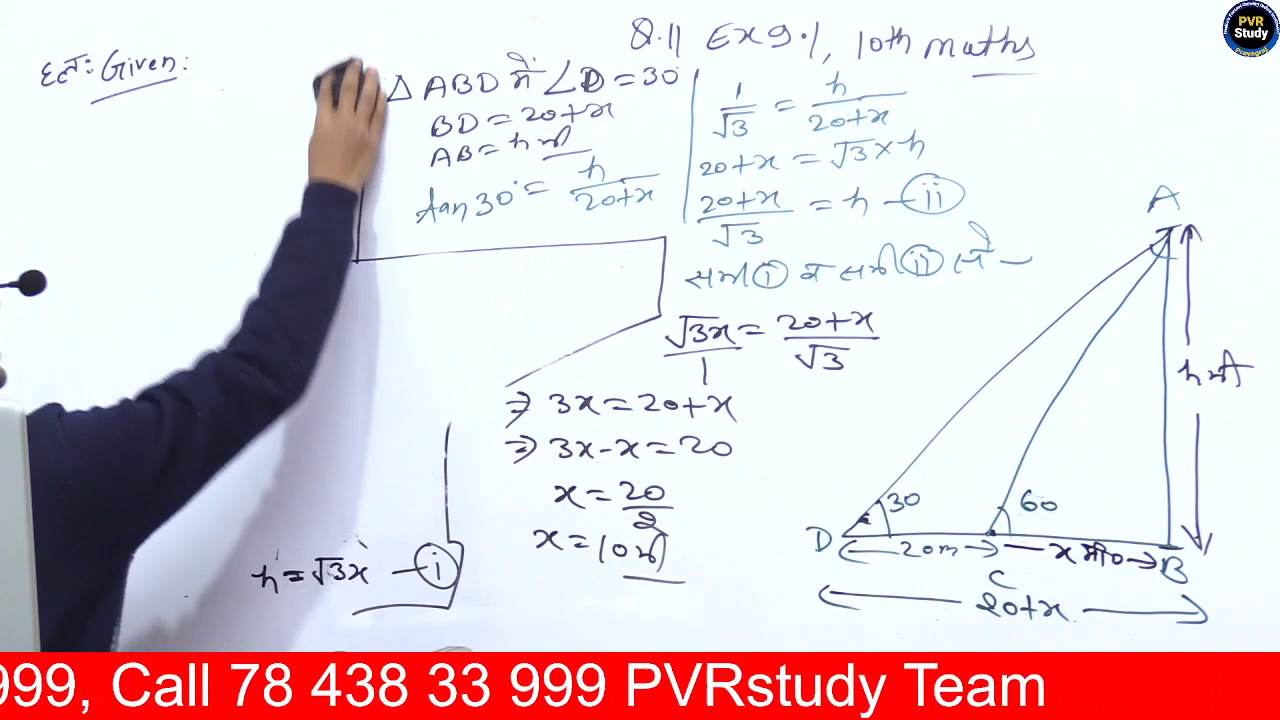 Q.11 Ex 9.1, 10th maths
हल: Given:
△ ABD में ∠D = 30
BD = 20+x
AB = h मी
tan 30° = h/20+x
1/√3 = h/20+x
20+x = √3 × h
20+x/√3 = h — (ii)
समी (i) व समी (ii) से —
√3x/1 = 20+x/√3
⇒ 3x = 20+x
⇒ 3x-x = 20
x = 20/2
x = 10 मी
h = √3x — (i)
A
h मी
30
60
D
20m
C
x मी०
B
20+x
PVR
Study
Prayagraj
999, Call 78 438 33 999 PVRstudy Team